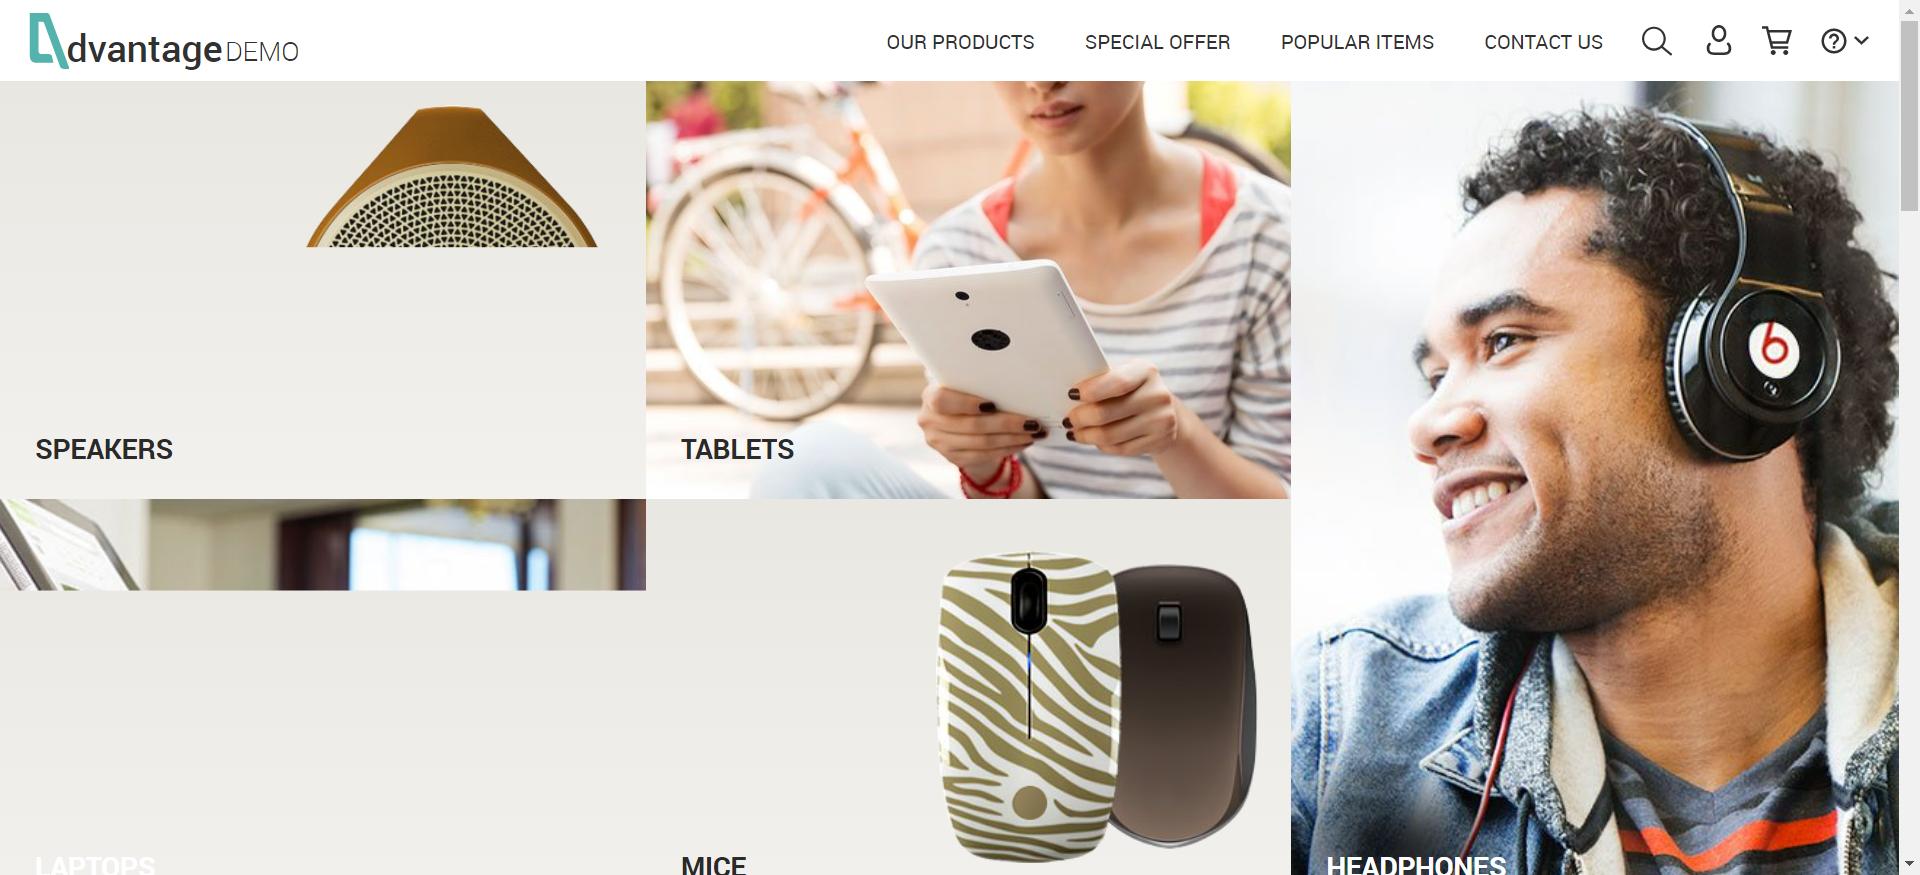 dvantage DEMO
OUR PRODUCTS SPECIAL OFFER POPULAR ITEMS CONTACT US
SPEAKERS
TABLETS
LAPTOPS
MICE
HEADPHONES